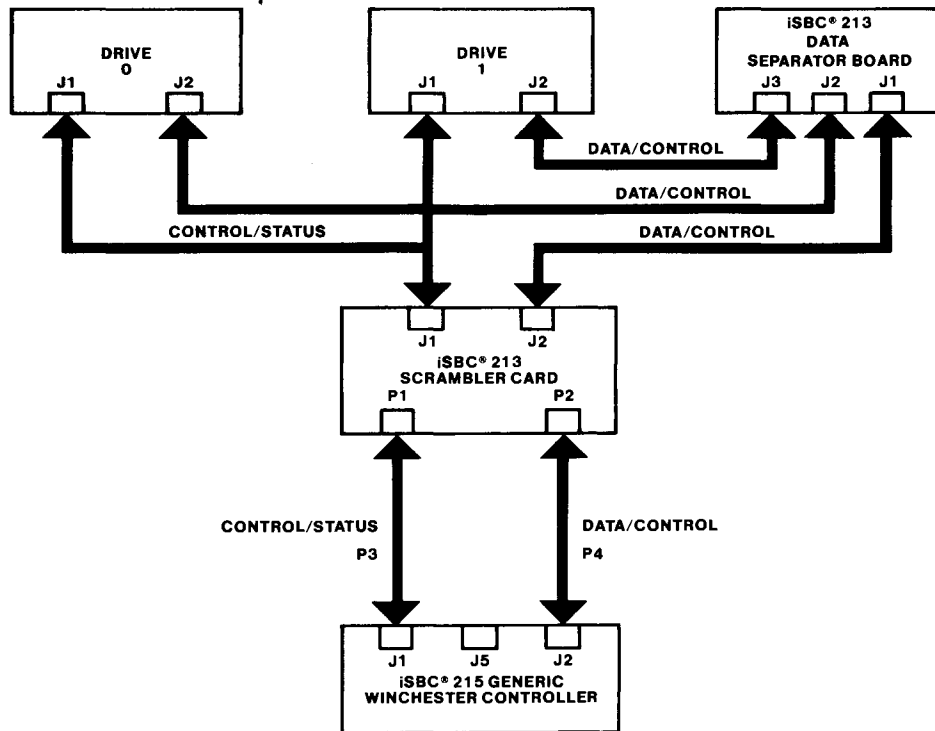 DRIVE
0
J1
J2
DRIVE
1
J1
J2
iSBC® 213
DATA
SEPARATOR BOARD
J3
J2
J1
DATA/CONTROL
DATA/CONTROL
CONTROL/STATUS
DATA/CONTROL
J1
J2
iSBC® 213
SCRAMBLER CARD
P1
P2
CONTROL/STATUS
P3
DATA/CONTROL
P4
J1
J5
J2
iSBC® 215 GENERIC
WINCHESTER CONTROLLER